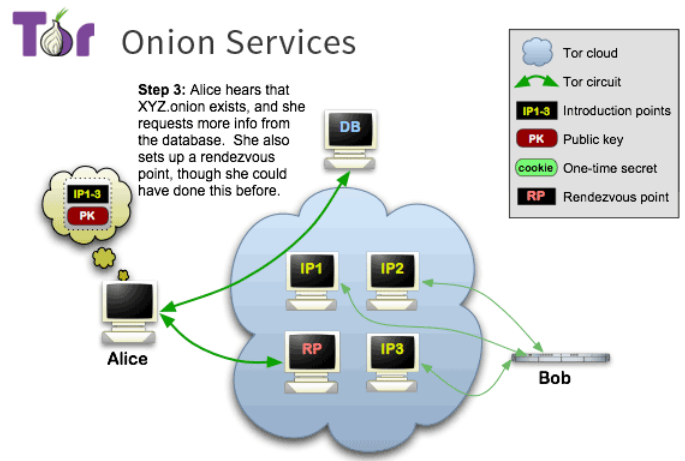 Tor
Onion Services
Step 3: Alice hears that
XYZ.onion exists, and she
requests more info from
the database. She also
sets up a rendezvous
point, though she could
have done this before.
Tor cloud
Tor circuit
IP1-3 Introduction points
PK Public key
cookie One-time secret
RP Rendezvous point
DB
IP1-3
PK
IP1 IP2
Alice
RP IP3
Bob